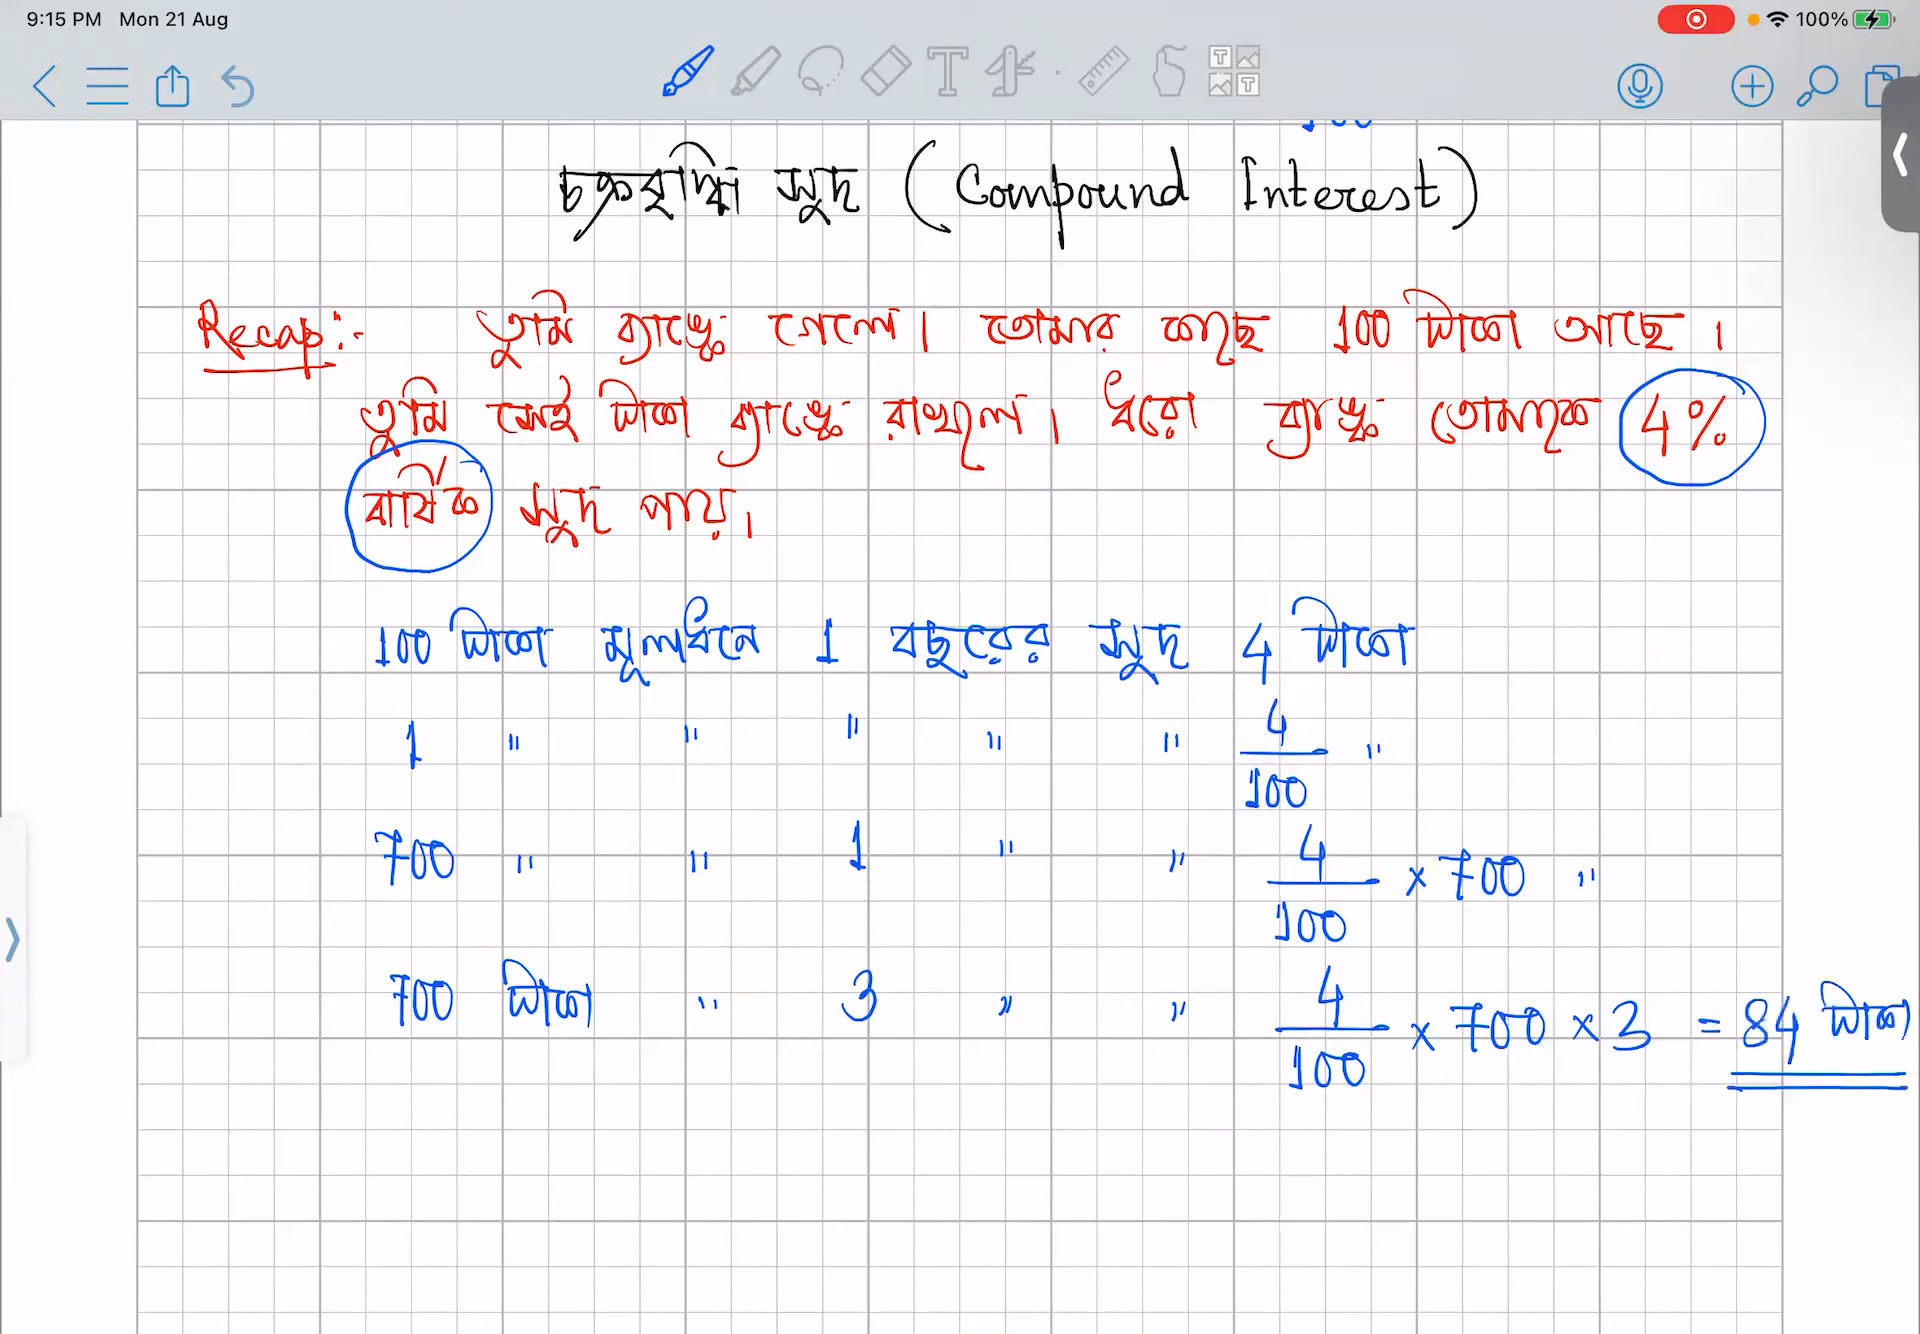 9:15 PM Mon 21 Aug 100%
চক্রবৃদ্ধি সুদ (Compound Interest)
Recap:- তুমি ব্যাঙ্কে গেলে। তোমার কাছে 100 টাকা আছে।
তুমি সেই টাকা ব্যাঙ্কে রাখলে। ধরো ব্যাঙ্ক তোমাকে 4%
বার্ষিক সুদ দেয়।
100 টাকা মূলধনে 1 বছরের সুদ 4 টাকা
1 " " " " " 4/100 "
700 " " 1 " " 4/100 × 700 "
700 টাকা " 3 " " 4/100 × 700 × 3 = 84 টাকা